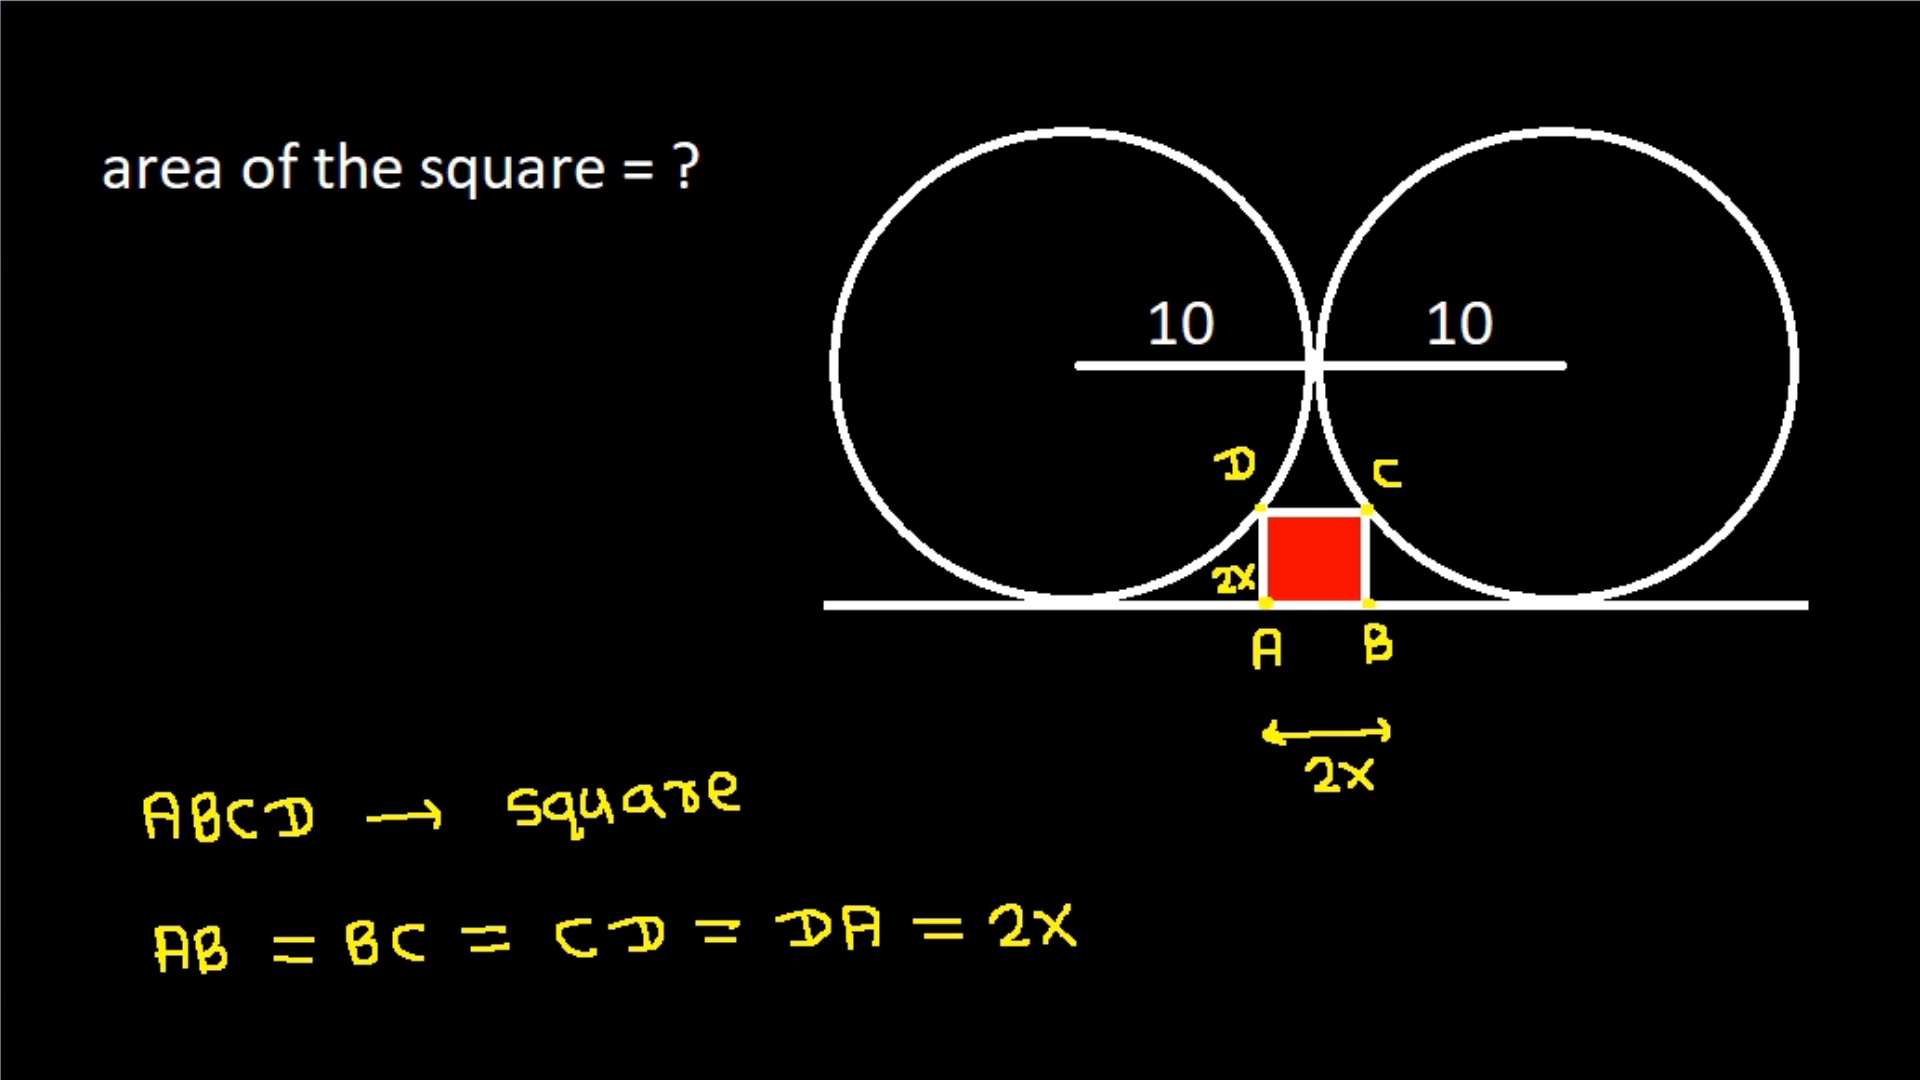 area of the square = ?
10 10
D C
2x
A B
2x
ABCD → square
AB = BC = CD = DA = 2x